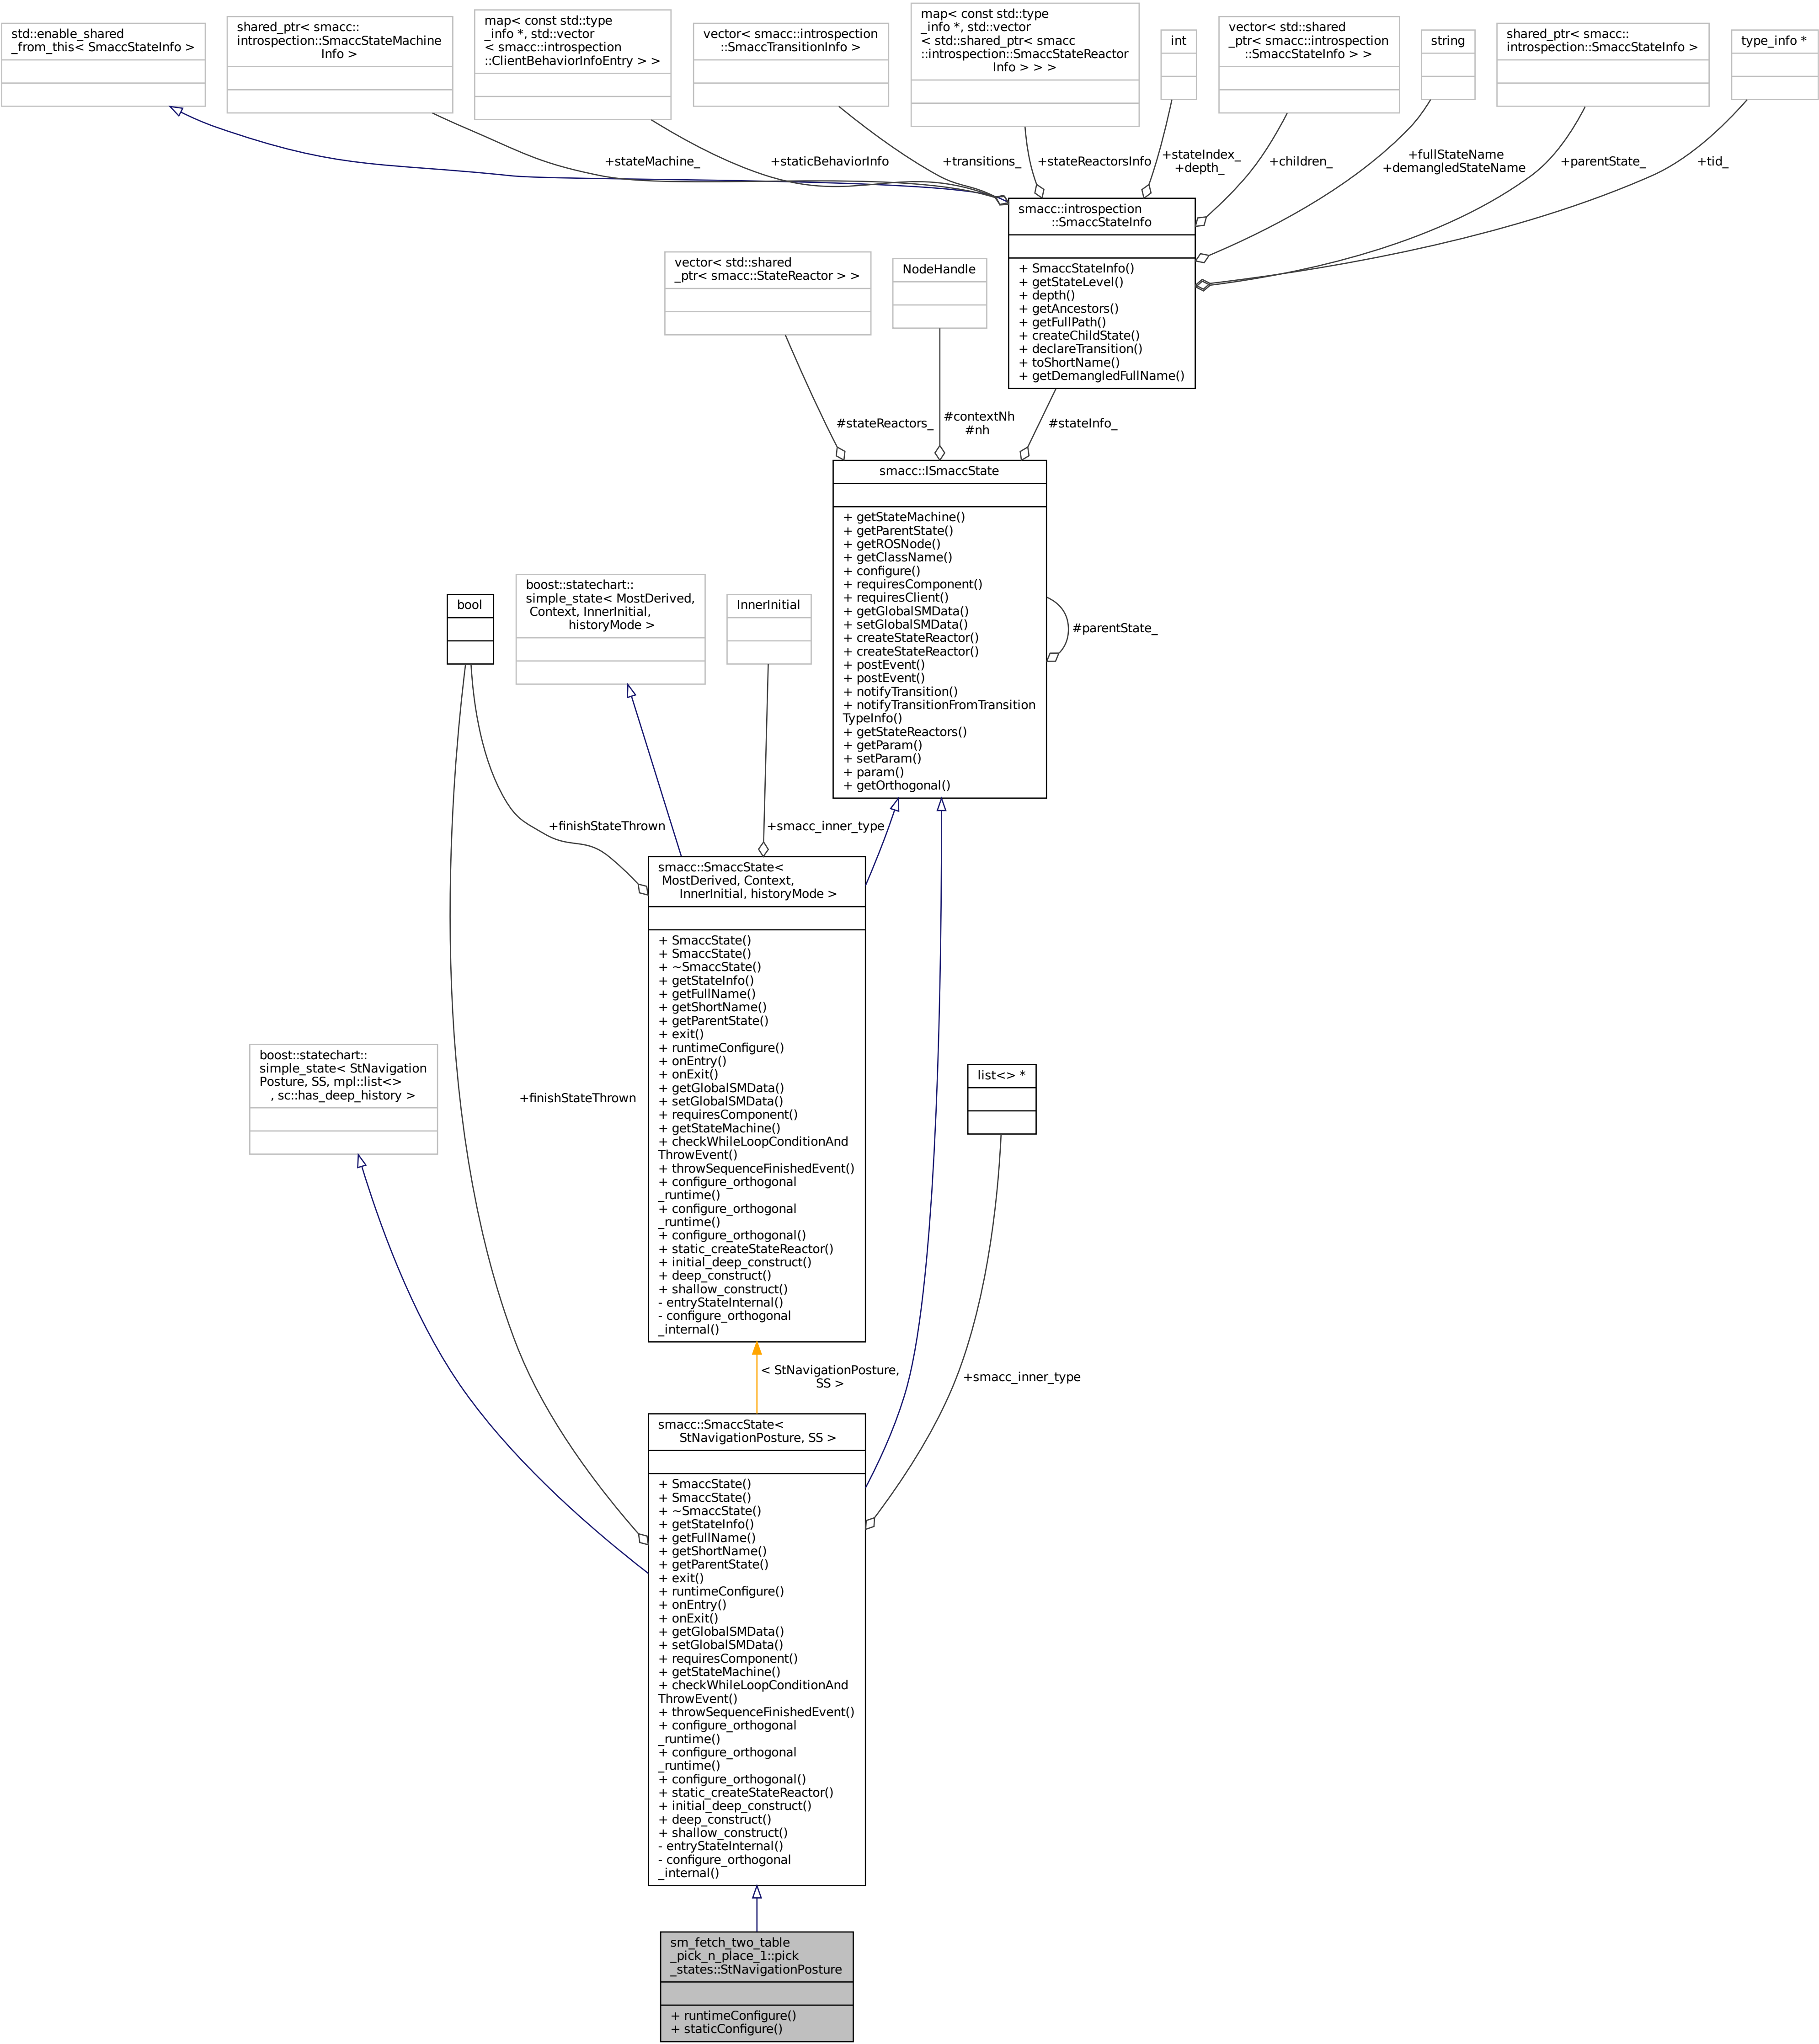 std::enable_shared
_from_this< SmaccStateInfo >
shared_ptr< smacc::
introspection::SmaccStateMachine
Info >
map< const std::type
_info *, std::vector
< smacc::introspection
::ClientBehaviorInfoEntry > >
vector< smacc::introspection
::SmaccTransitionInfo >
map< const std::type
_info *, std::vector
< std::shared_ptr< smacc
::introspection::SmaccStateReactor
Info > > >
int
vector< std::shared
_ptr< smacc::introspection
::SmaccStateInfo > >
string
shared_ptr< smacc::
introspection::SmaccStateInfo >
type_info *
+stateMachine_
+staticBehaviorInfo
+transitions_
+stateReactorsInfo
+stateIndex_
+depth_
+children_
+fullStateName
+demangledStateName
+parentState_
+tid_
smacc::introspection
::SmaccStateInfo
+ SmaccStateInfo()
+ getStateLevel()
+ depth()
+ getAncestors()
+ getFullPath()
+ createChildState()
+ declareTransition()
+ toShortName()
+ getDemangledFullName()
vector< std::shared
_ptr< smacc::StateReactor > >
NodeHandle
#stateReactors_
#contextNh
#nh
#stateInfo_
smacc::ISmaccState
+ getStateMachine()
+ getParentState()
+ getROSNode()
+ getClassName()
+ configure()
+ requiresComponent()
+ requiresClient()
+ getGlobalSMData()
+ setGlobalSMData()
+ createStateReactor()
+ createStateReactor()
+ postEvent()
+ postEvent()
+ notifyTransition()
+ notifyTransitionFromTransition
TypeInfo()
+ getStateReactors()
+ getParam()
+ setParam()
+ param()
+ getOrthogonal()
#parentState_
bool
boost::statechart::
simple_state< MostDerived,
Context, InnerInitial,
historyMode >
InnerInitial
+finishStateThrown
+smacc_inner_type
smacc::SmaccState<
MostDerived, Context,
InnerInitial, historyMode >
+ SmaccState()
+ SmaccState()
+ ~SmaccState()
+ getStateInfo()
+ getFullName()
+ getShortName()
+ getParentState()
+ exit()
+ runtimeConfigure()
+ onEntry()
+ onExit()
+ getGlobalSMData()
+ setGlobalSMData()
+ requiresComponent()
+ getStateMachine()
+ checkWhileLoopConditionAnd
ThrowEvent()
+ throwSequenceFinishedEvent()
+ configure_orthogonal
_runtime()
+ configure_orthogonal
_runtime()
+ configure_orthogonal()
+ static_createStateReactor()
+ initial_deep_construct()
+ deep_construct()
+ shallow_construct()
- entryStateInternal()
- configure_orthogonal
_internal()
boost::statechart::
simple_state< StNavigation
Posture, SS, mpl::list<>
, sc::has_deep_history >
+finishStateThrown
list<> *
< StNavigationPosture,
SS >
+smacc_inner_type
smacc::SmaccState<
StNavigationPosture, SS >
+ SmaccState()
+ SmaccState()
+ ~SmaccState()
+ getStateInfo()
+ getFullName()
+ getShortName()
+ getParentState()
+ exit()
+ runtimeConfigure()
+ onEntry()
+ onExit()
+ getGlobalSMData()
+ setGlobalSMData()
+ requiresComponent()
+ getStateMachine()
+ checkWhileLoopConditionAnd
ThrowEvent()
+ throwSequenceFinishedEvent()
+ configure_orthogonal
_runtime()
+ configure_orthogonal
_runtime()
+ configure_orthogonal()
+ static_createStateReactor()
+ initial_deep_construct()
+ deep_construct()
+ shallow_construct()
- entryStateInternal()
- configure_orthogonal
_internal()
sm_fetch_two_table
_pick_n_place_1::pick
_states::StNavigationPosture
+ runtimeConfigure()
+ staticConfigure()